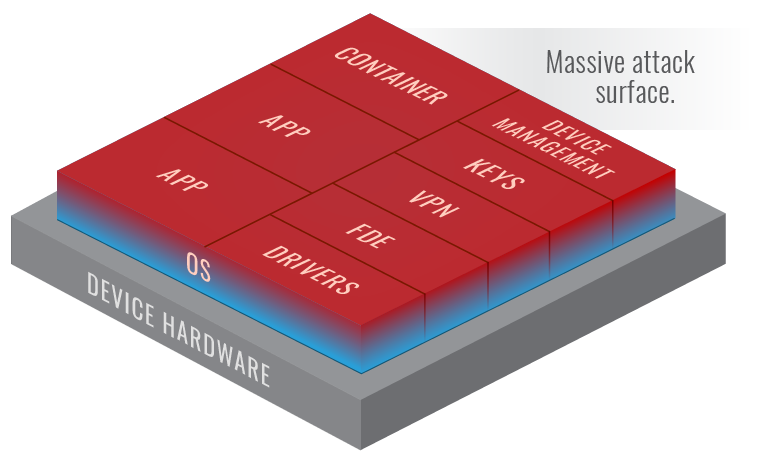 Massive attack
surface.
CONTAINER
APP
APP
DEVICE
MANAGEMENT
KEYS
VPN
FDE
DRIVERS
OS
DEVICE HARDWARE